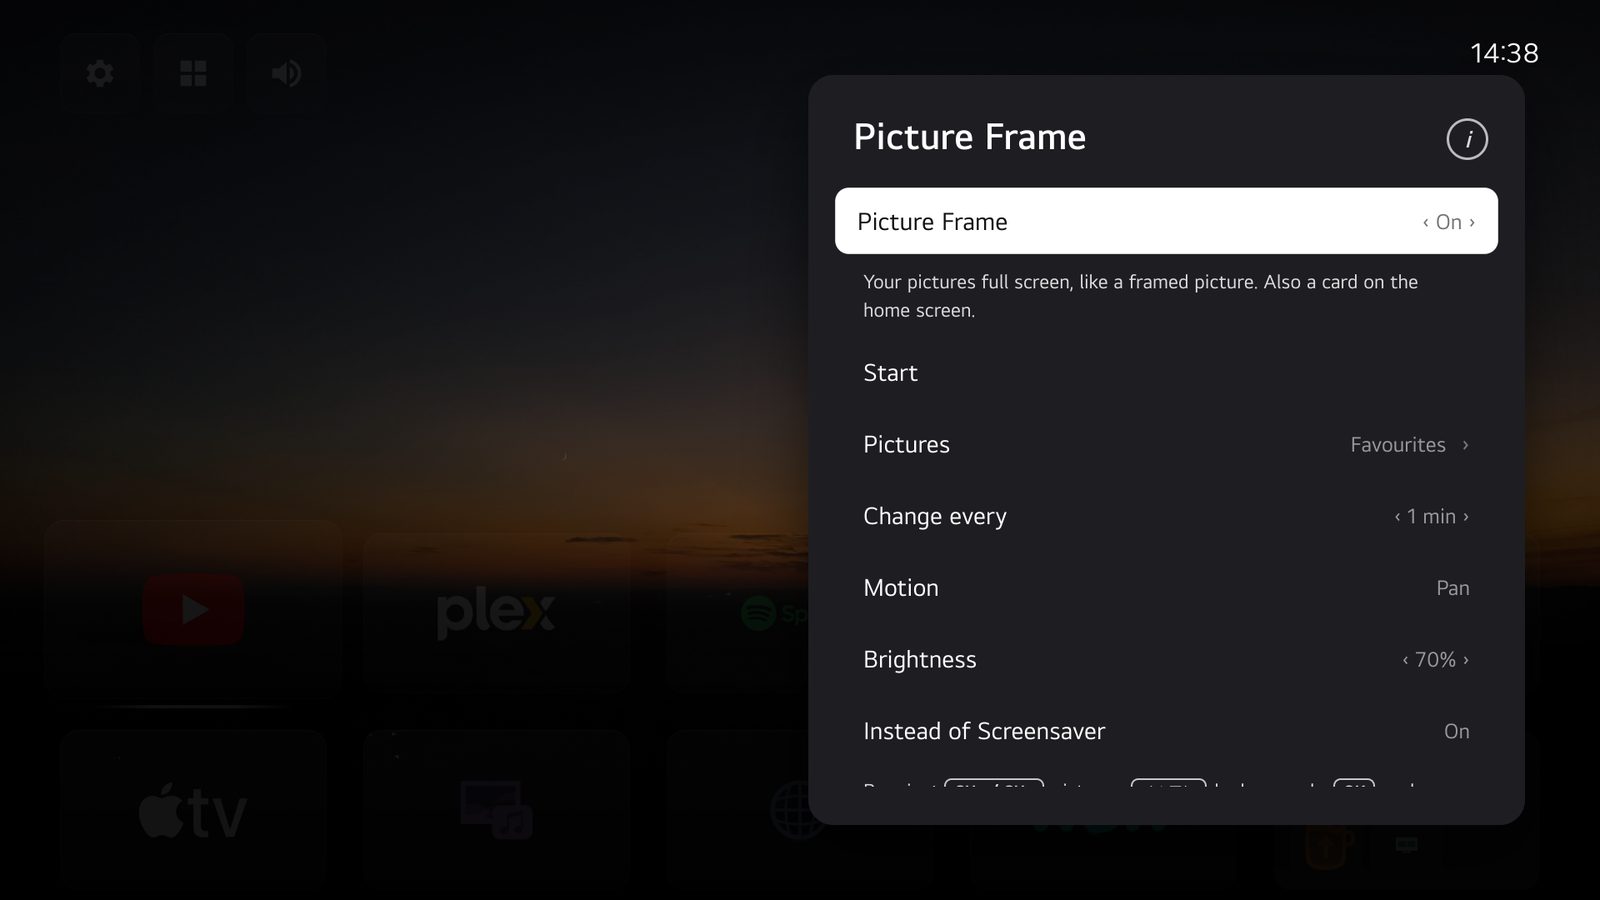 14:38
Picture Frame
i
Picture Frame ‹ On ›
Your pictures full screen, like a framed picture. Also a card on the
home screen.
Start
Pictures Favourites ›
Change every ‹ 1 min ›
Motion Pan
Brightness ‹ 70% ›
Instead of Screensaver On
plex
tv